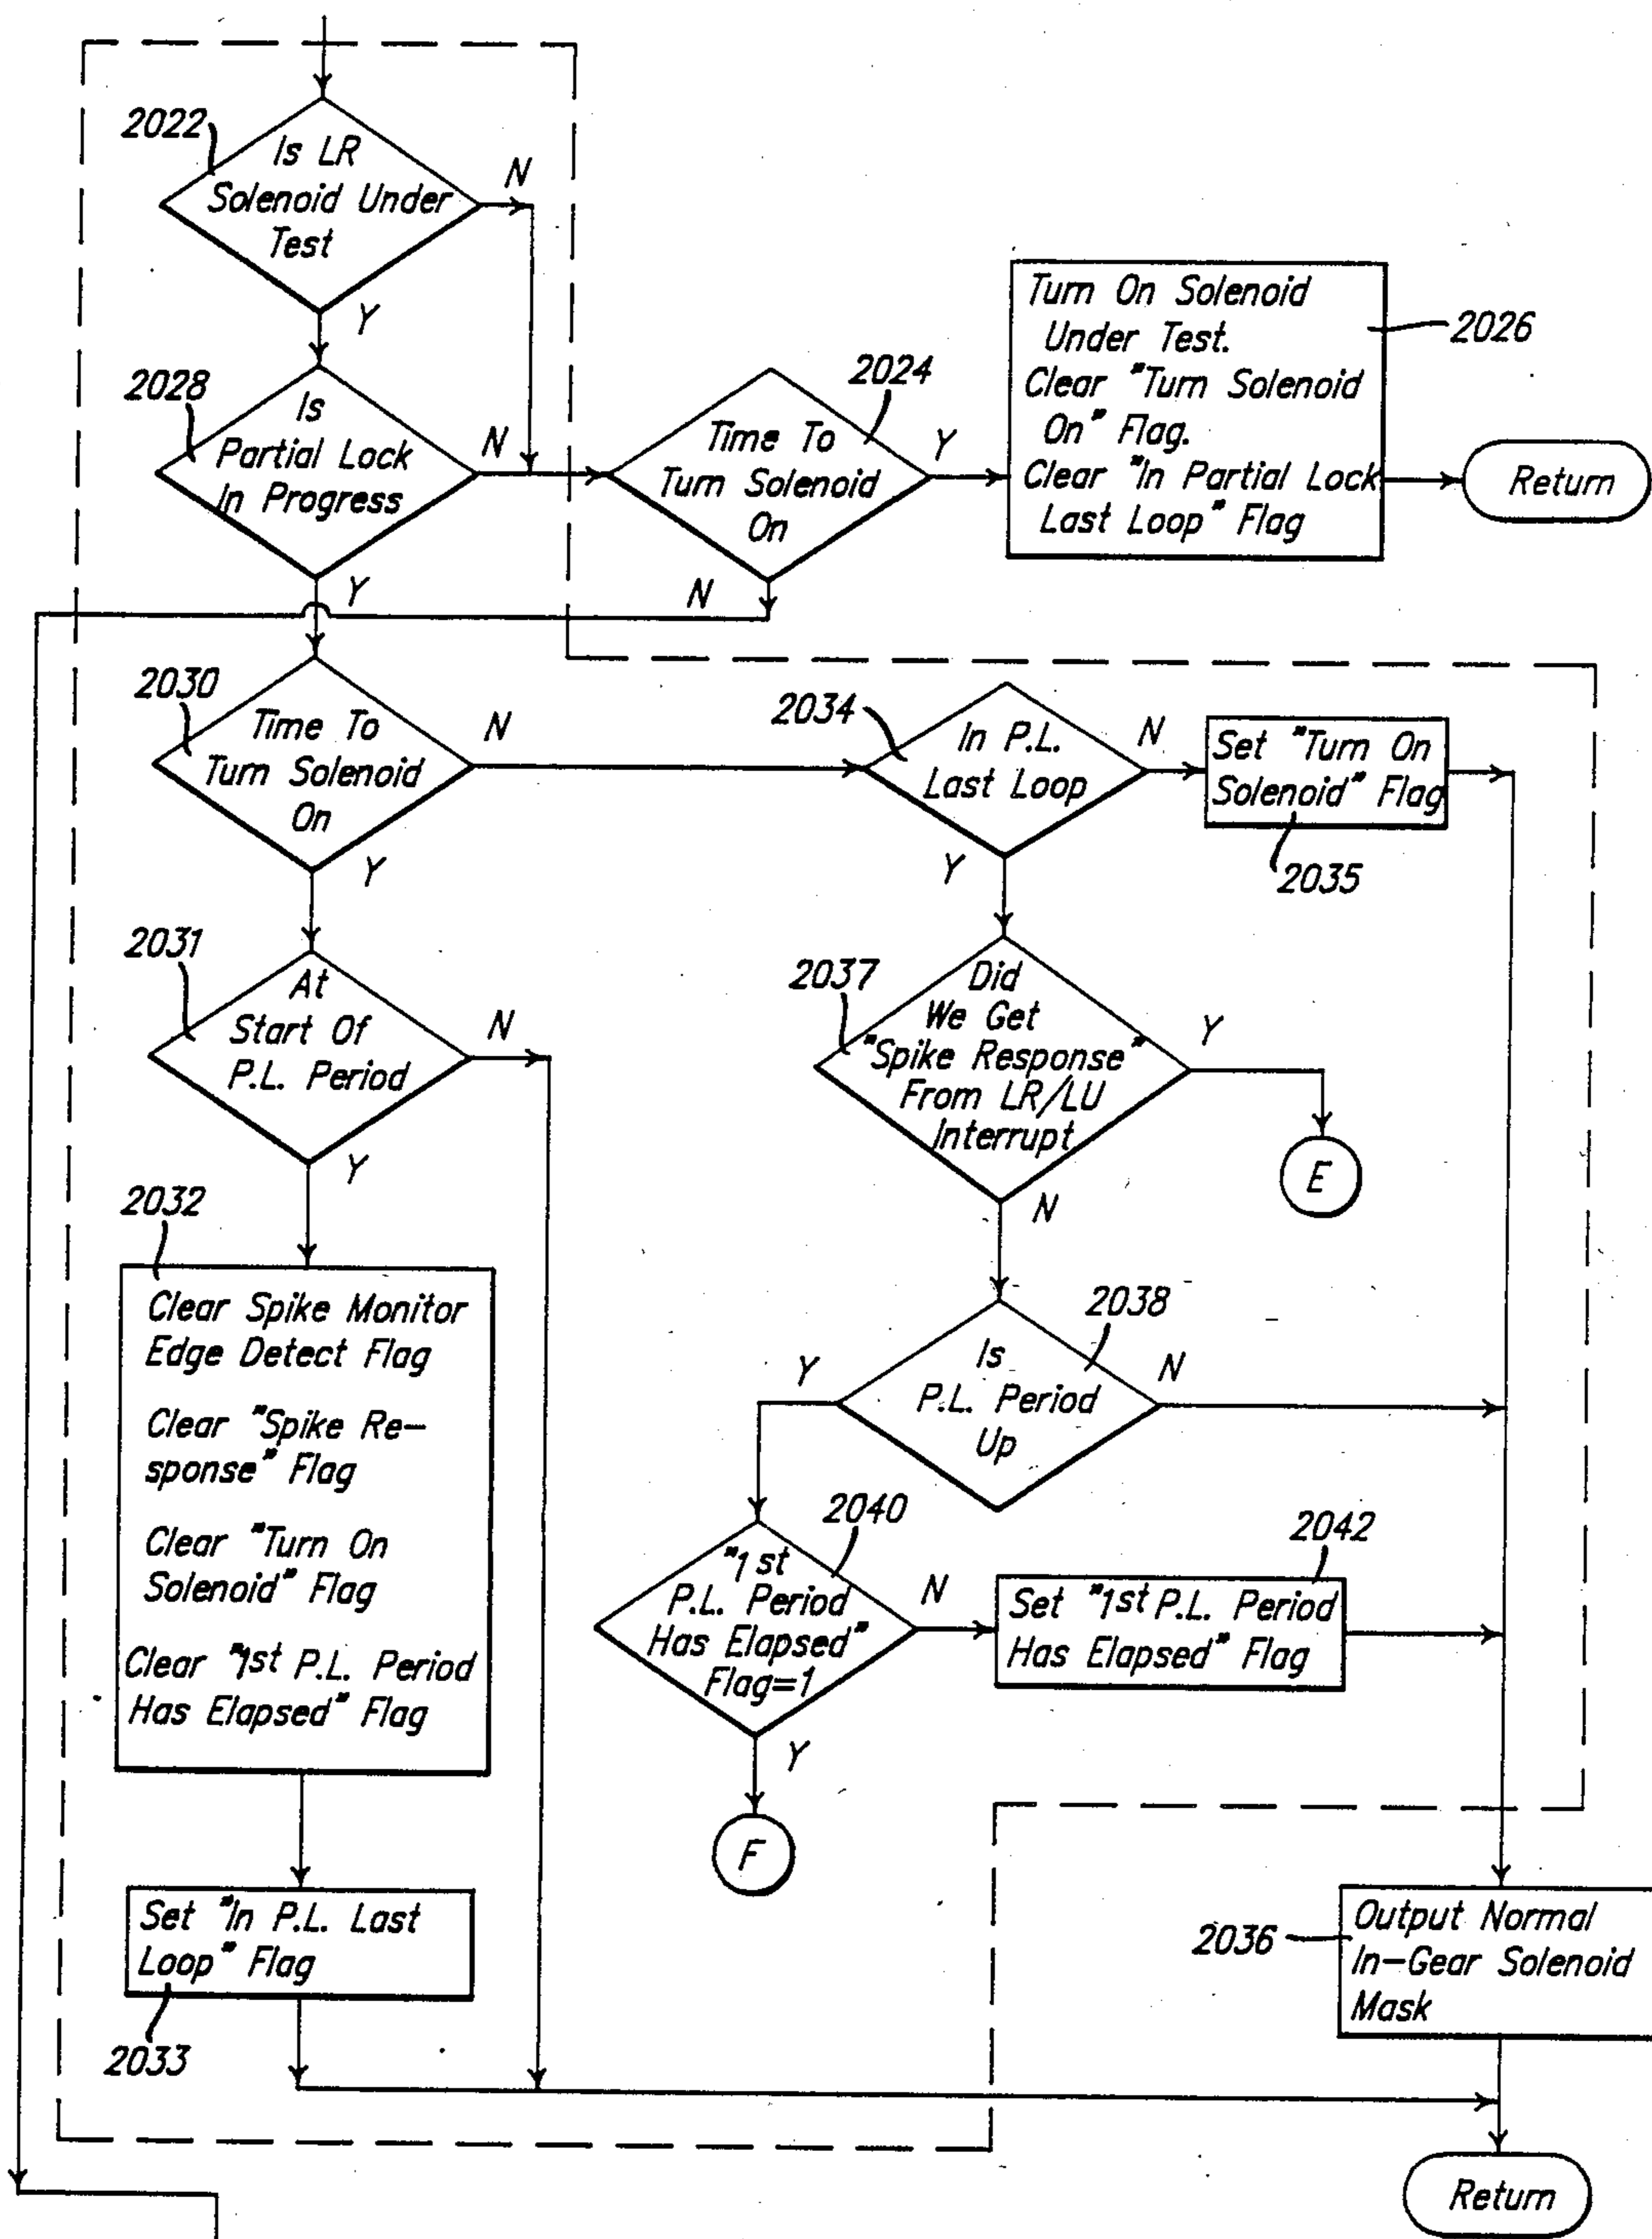 2022
Is LR
Solenoid Under
Test
N
Y
2028
Is
Partial Lock
In Progress
N
Y
2024
Time To
Turn Solenoid
On
Y
N
Turn On Solenoid
Under Test.
Clear "Turn Solenoid
On" Flag.
Clear "In Partial Lock
Last Loop" Flag
2026
Return
2030
Time To
Turn Solenoid
On
N
Y
2034
In P.L.
Last Loop
N
Y
Set "Turn On
Solenoid" Flag
2035
2031
At
Start Of
P.L. Period
N
Y
2037
Did
We Get
"Spike Response"
From LR/LU
Interrupt
Y
N
E
2032
Clear Spike Monitor
Edge Detect Flag
Clear "Spike Re-
sponse" Flag
Clear "Turn On
Solenoid" Flag
Clear "1st P.L. Period
Has Elapsed" Flag
2038
Is
P.L. Period
Up
Y
N
2040
"1st
P.L. Period
Has Elapsed"
Flag=1
N
Y
2042
Set "1st P.L. Period
Has Elapsed" Flag
F
Set "In P.L. Last
Loop" Flag
2033
2036
Output Normal
In-Gear Solenoid
Mask
Return